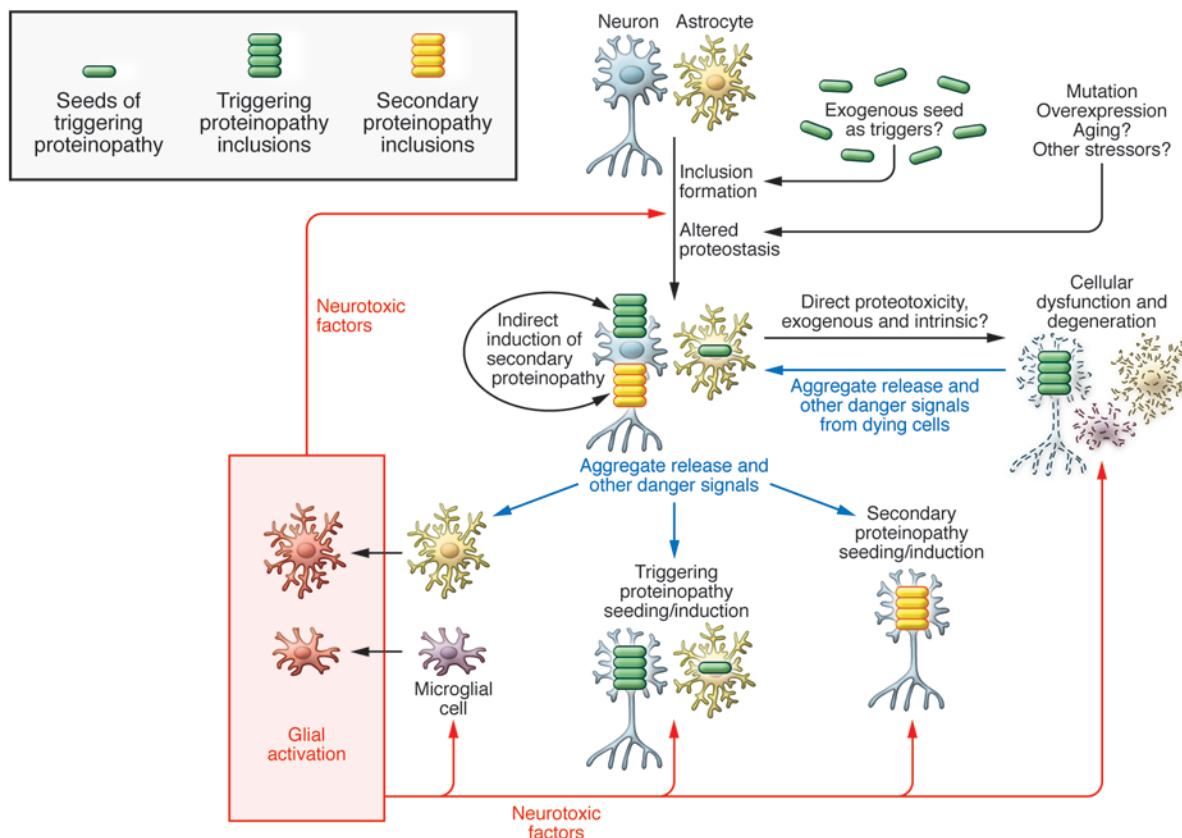 Neuron
Astrocyte
Seeds of
triggering
proteinopathy
Triggering
proteinopathy
inclusions
Secondary
proteinopathy
inclusions
Exogenous seed
as triggers?
Mutation
Overexpression
Aging?
Other stressors?
Inclusion
formation
Altered
proteostasis
Neurotoxic
factors
Indirect
induction of
secondary
proteinopathy
Direct proteotoxicity,
exogenous and intrinsic?
Cellular
dysfunction and
degeneration
Aggregate release and
other danger signals
from dying cells
Aggregate release and
other danger signals
Secondary
proteinopathy
seeding/induction
Triggering
proteinopathy
seeding/induction
Microglial
cell
Glial
activation
Neurotoxic
factors